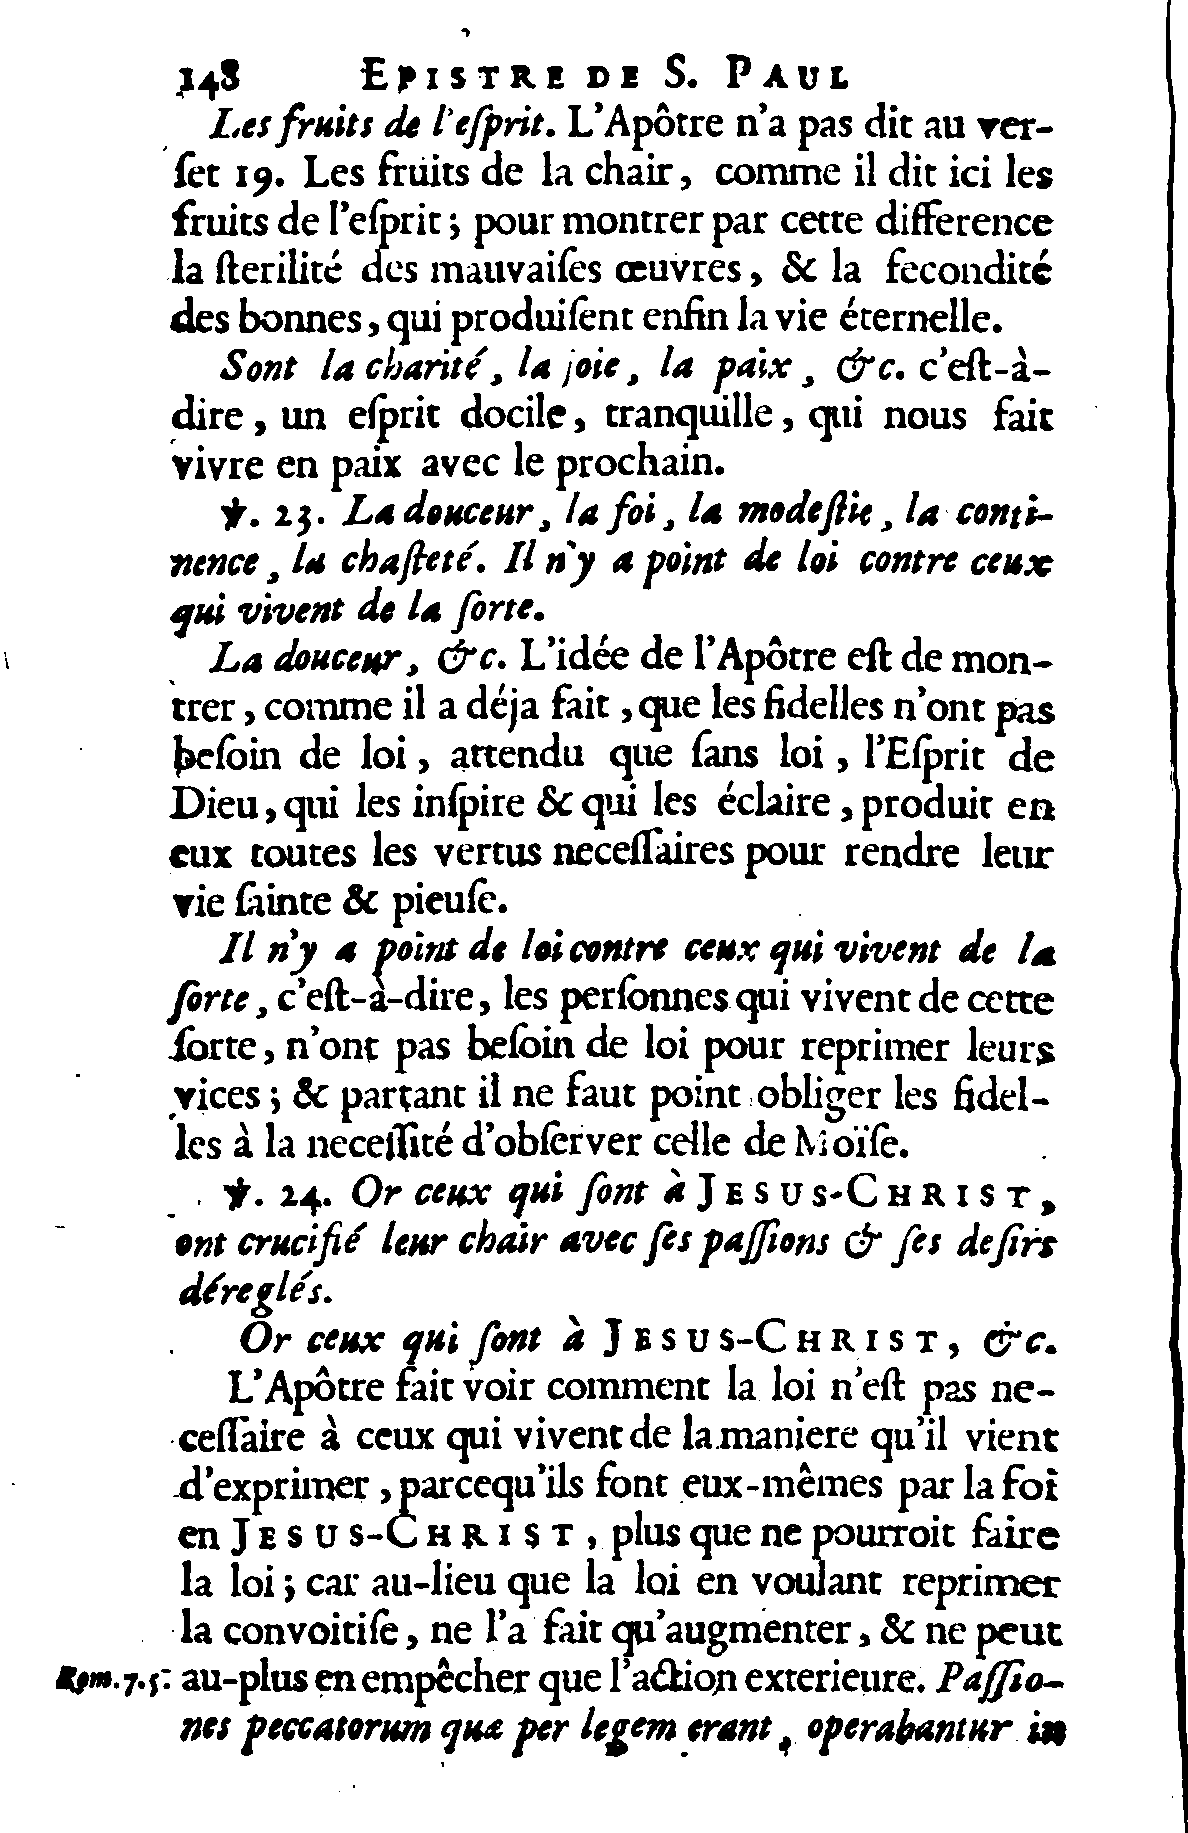 148 EPISTRE DE S. PAUL
Les fruits de l'eſprit. L'Apôtre n'a pas dit au ver-
ſet 19. Les fruits de la chair, comme il dit ici les
fruits de l'eſprit; pour montrer par cette difference
la ſterilité des mauvaiſes œuvres, & la fecondité
des bonnes, qui produiſent enfin la vie éternelle.
Sont la charité, la joie, la paix, &c. c'eſt-à-
dire, un eſprit docile, tranquille, qui nous fait
vivre en paix avec le prochain.
℣. 23. La douceur, la foi, la modeſtie, la conti-
nence, la chaſteté. Il n'y a point de loi contre ceux
qui vivent de la ſorte.
La douceur, &c. L'idée de l'Apôtre eſt de mon-
trer, comme il a déja fait, que les fidelles n'ont pas
beſoin de loi, attendu que ſans loi, l'Eſprit de
Dieu, qui les inſpire & qui les éclaire, produit en
eux toutes les vertus neceſſaires pour rendre leur
vie ſainte & pieuſe.
Il n'y a point de loi contre ceux qui vivent de la
ſorte, c'eſt-à-dire, les perſonnes qui vivent de cette
ſorte, n'ont pas beſoin de loi pour reprimer leurs
vices; & partant il ne faut point obliger les fidel-
les à la neceſſité d'obſerver celle de Moïſe.
℣. 24. Or ceux qui ſont à JESUS-CHRIST,
ont crucifié leur chair avec ſes paſſions & ſes deſirs
déreglés.
Or ceux qui ſont à JESUS-CHRIST, &c.
L'Apôtre fait voir comment la loi n'eſt pas ne-
ceſſaire à ceux qui vivent de la maniere qu'il vient
d'exprimer, parcequ'ils font eux-mêmes par la foi
en JESUS-CHRIST, plus que ne pourroit faire
la loi; car au-lieu que la loi en voulant reprimer
la convoitiſe, ne l'a fait qu'augmenter, & ne peut
Rom. 7. 5: au-plus en empêcher que l'action exterieure. Paſſio-
nes peccatorum quæ per legem erant, operabantur in